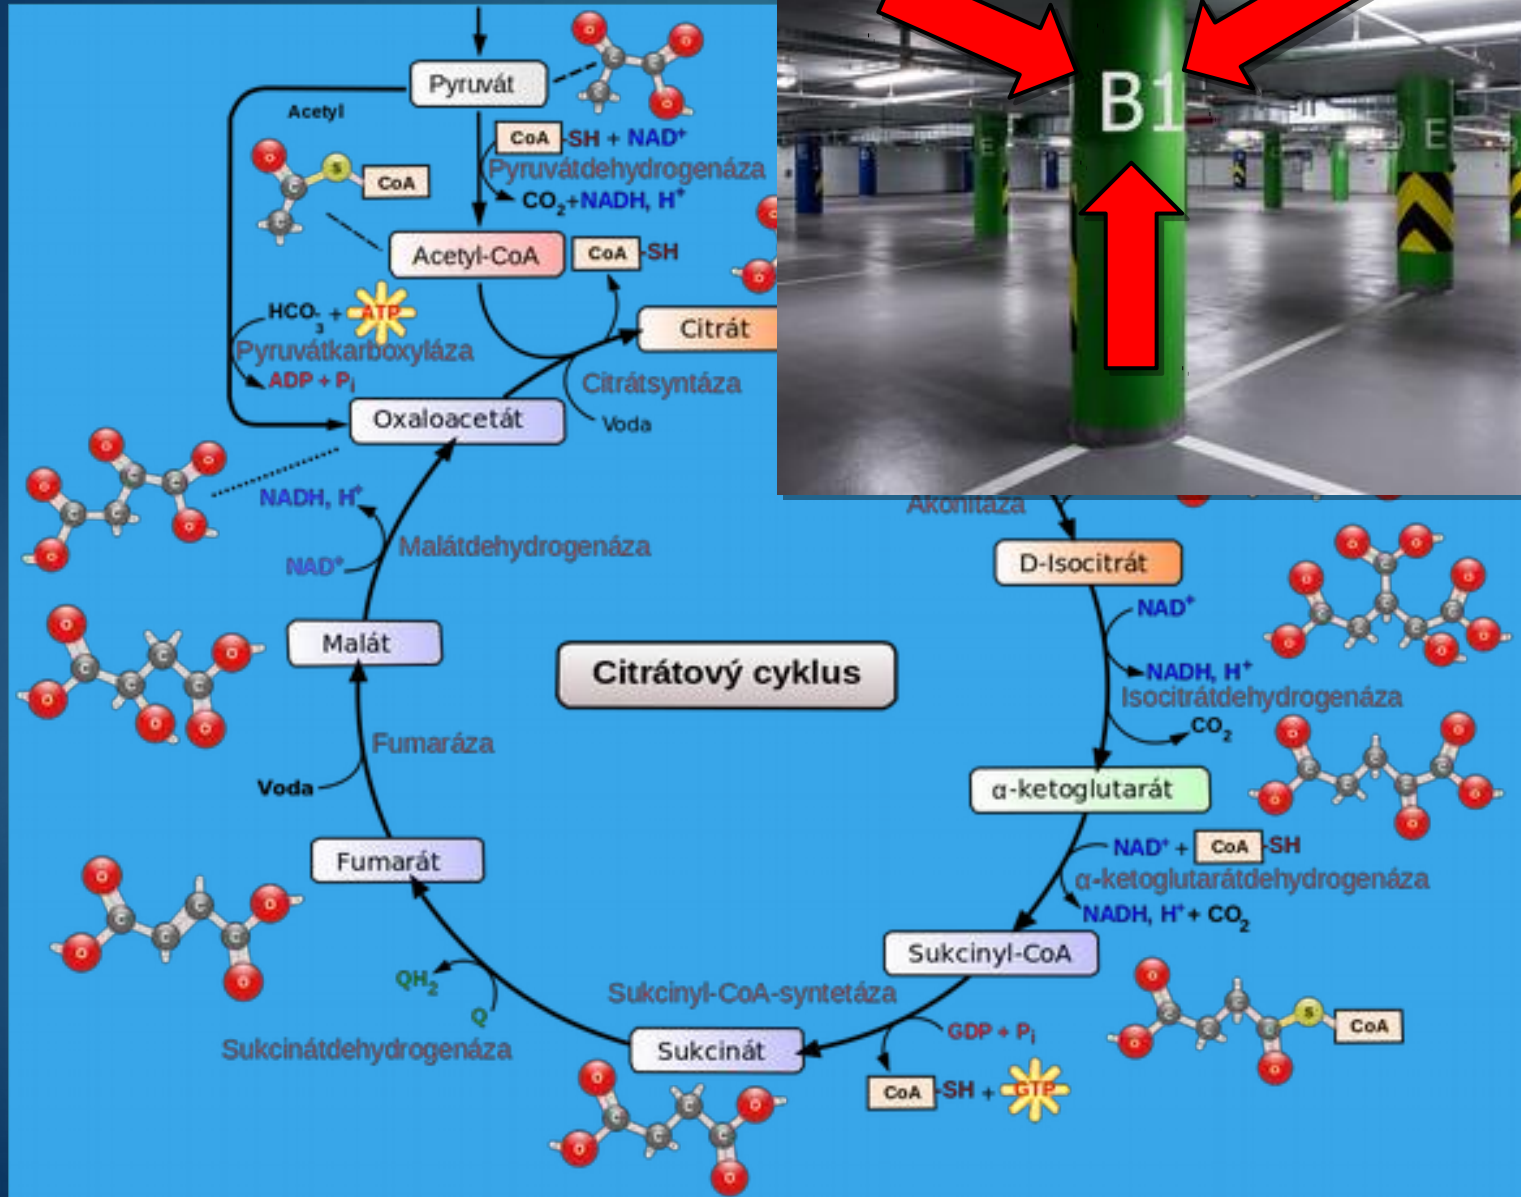 Pyruvát
Acetyl
CoA -SH + NAD⁺
Pyruvátdehydrogenáza
CO₂+NADH, H⁺
S
CoA
Acetyl-CoA
CoA -SH
HCO₃⁻ + ATP
Pyruvátkarboxyláza
ADP + Pᵢ
Citrát
Citrátsyntáza
Voda
Oxaloacetát
B1
E
E
NADH, H⁺
NAD⁺
Malátdehydrogenáza
Akonitáza
D-Isocitrát
NAD⁺
NADH, H⁺
Isocitrátdehydrogenáza
CO₂
Malát
Citrátový cyklus
Fumaráza
Voda
α-ketoglutarát
NAD⁺ + CoA -SH
α-ketoglutarátdehydrogenáza
NADH, H⁺ + CO₂
Fumarát
Sukcinyl-CoA
QH₂
Q
Sukcinátdehydrogenáza
Sukcinyl-CoA-syntetáza
GDP + Pᵢ
Sukcinát
CoA -SH + GTP
S
CoA